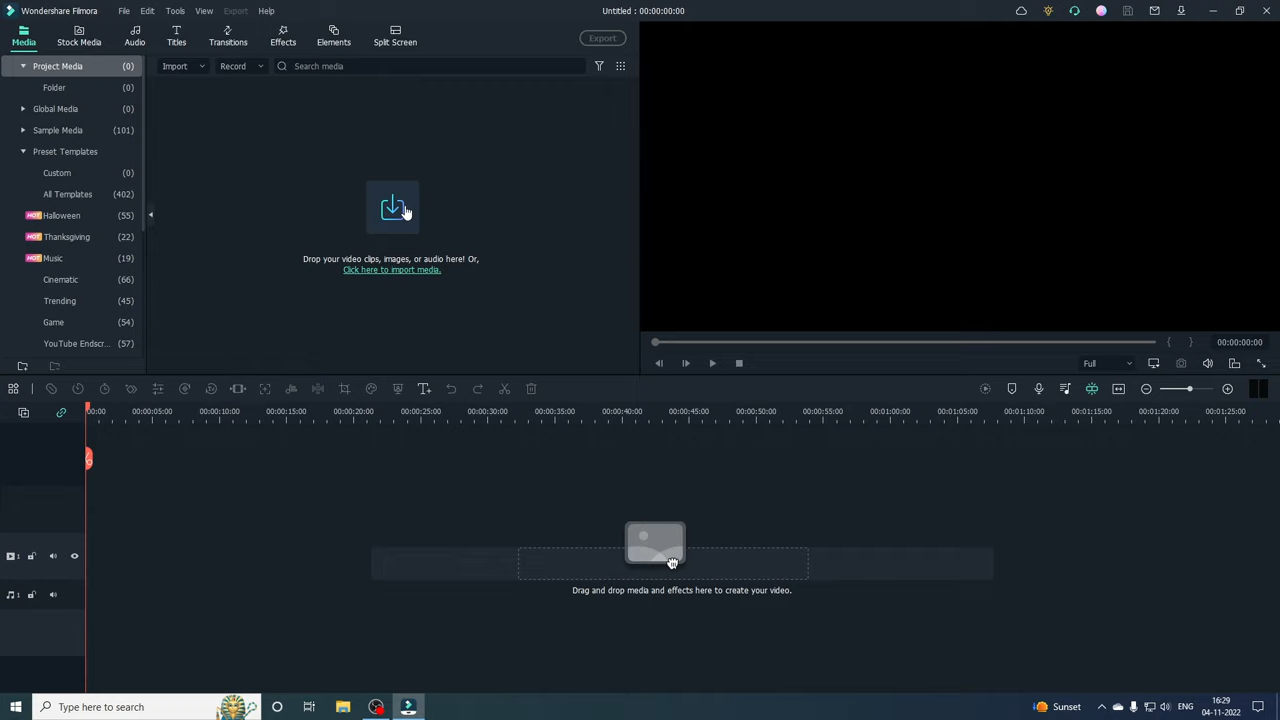 Wondershare Filmora
File
Edit
Tools
View
Export
Help
Untitled : 00:00:00:00
Media
Stock Media
Audio
Titles
Transitions
Effects
Elements
Split Screen
Export
Project Media (0)
Folder (0)
Global Media (0)
Sample Media (101)
Preset Templates
Custom (0)
All Templates (402)
HOT Halloween (55)
HOT Thanksgiving (22)
HOT Music (19)
Cinematic (66)
Trending (45)
Game (54)
YouTube Endscr... (57)
Import
Record
Search media
Drop your video clips, images, or audio here! Or,
Click here to import media.
00:00:00:00
Full
00:00
00:00:05:00
00:00:10:00
00:00:15:00
00:00:20:00
00:00:25:00
00:00:30:00
00:00:35:00
00:00:40:00
00:00:45:00
00:00:50:00
00:00:55:00
00:01:00:00
00:01:05:00
00:01:10:00
00:01:15:00
00:01:20:00
00:01:25:00
1
1
Drag and drop media and effects here to create your video.
Type here to search
Sunset
ENG
16:29
04-11-2022